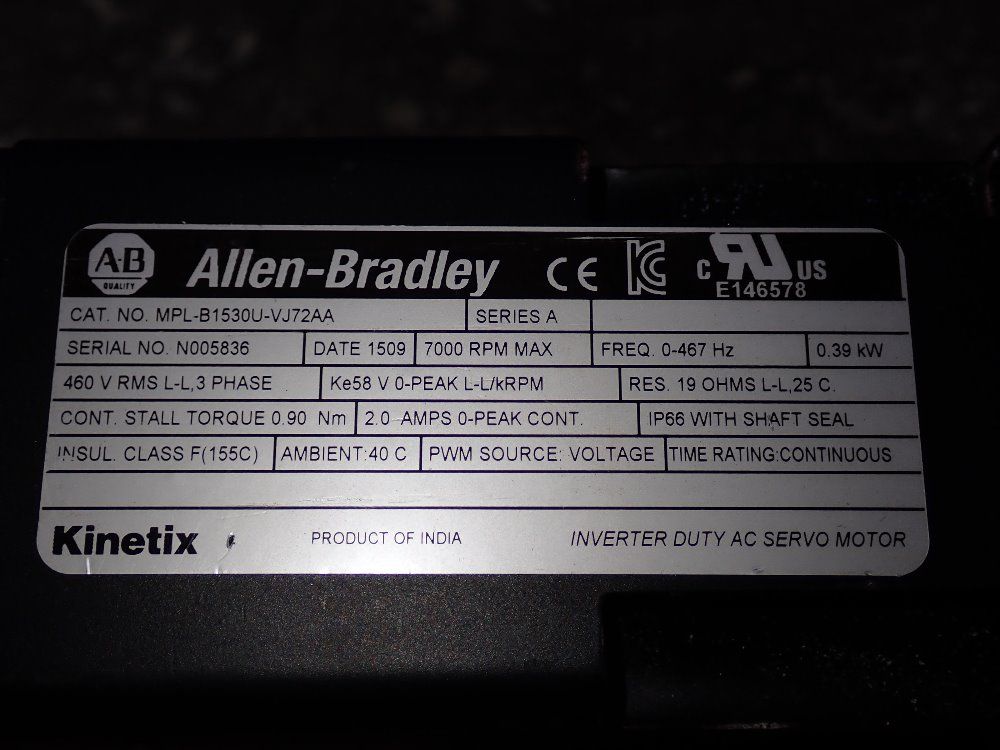 A·B QUALITY Allen-Bradley CE KC C RU US E146578
CAT. NO. MPL-B1530U-VJ72AA SERIES A
SERIAL NO. N005836 DATE 1509 7000 RPM MAX FREQ. 0-467 Hz 0.39 kW
460 V RMS L-L,3 PHASE Ke58 V 0-PEAK L-L/kRPM RES. 19 OHMS L-L,25 C.
CONT. STALL TORQUE 0.90 Nm 2.0 AMPS 0-PEAK CONT. IP66 WITH SHAFT SEAL
INSUL. CLASS F(155C) AMBIENT:40 C PWM SOURCE: VOLTAGE TIME RATING:CONTINUOUS
Kinetix PRODUCT OF INDIA INVERTER DUTY AC SERVO MOTOR